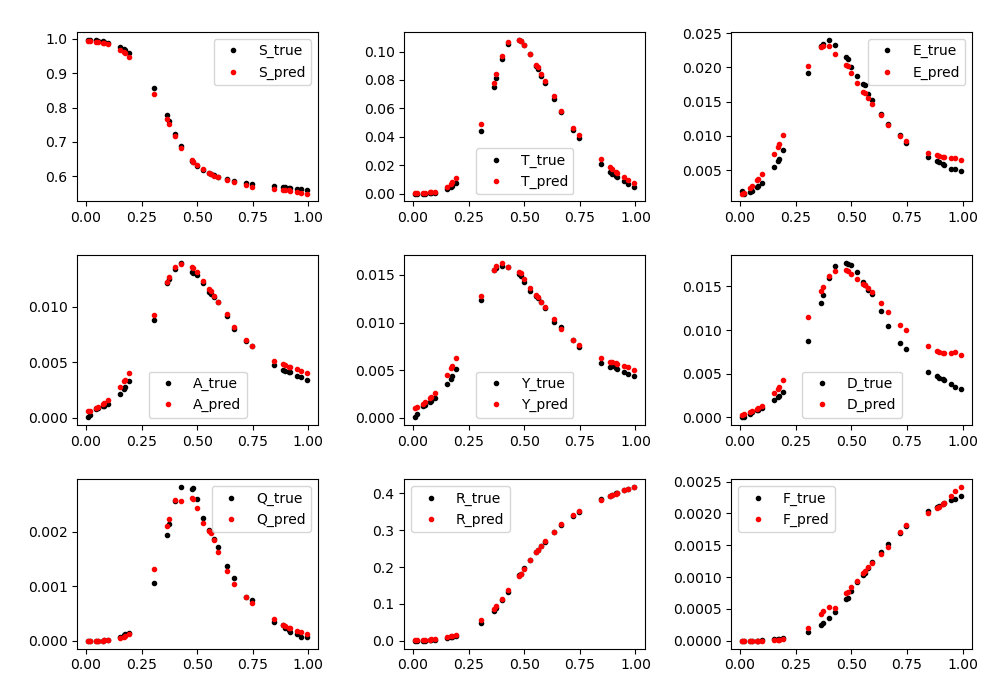 1.0
0.9
0.8
0.7
0.6
0.00 0.25 0.50 0.75 1.00
S_true
S_pred
0.10
0.08
0.06
0.04
0.02
0.00
0.00 0.25 0.50 0.75 1.00
T_true
T_pred
0.025
0.020
0.015
0.010
0.005
0.00 0.25 0.50 0.75 1.00
E_true
E_pred
0.010
0.005
0.000
0.00 0.25 0.50 0.75 1.00
A_true
A_pred
0.015
0.010
0.005
0.000
0.00 0.25 0.50 0.75 1.00
Y_true
Y_pred
0.015
0.010
0.005
0.000
0.00 0.25 0.50 0.75 1.00
D_true
D_pred
0.002
0.001
0.000
0.00 0.25 0.50 0.75 1.00
Q_true
Q_pred
0.4
0.3
0.2
0.1
0.0
0.00 0.25 0.50 0.75 1.00
R_true
R_pred
0.0025
0.0020
0.0015
0.0010
0.0005
0.0000
0.00 0.25 0.50 0.75 1.00
F_true
F_pred